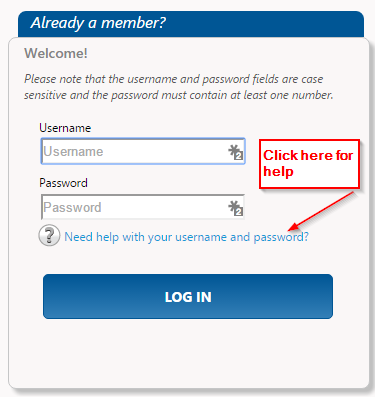 Already a member?
Welcome!
Please note that the username and password fields are case
sensitive and the password must contain at least one number.
Username
Username
2
Click here for
help
Password
Password
2
? Need help with your username and password?
LOG IN